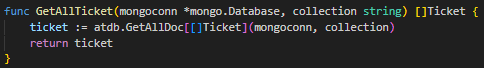 func GetAllTicket(mongoconn *mongo.Database, collection string) []Ticket {
    ticket := atdb.GetAllDoc[[]Ticket](mongoconn, collection)
    return ticket
}